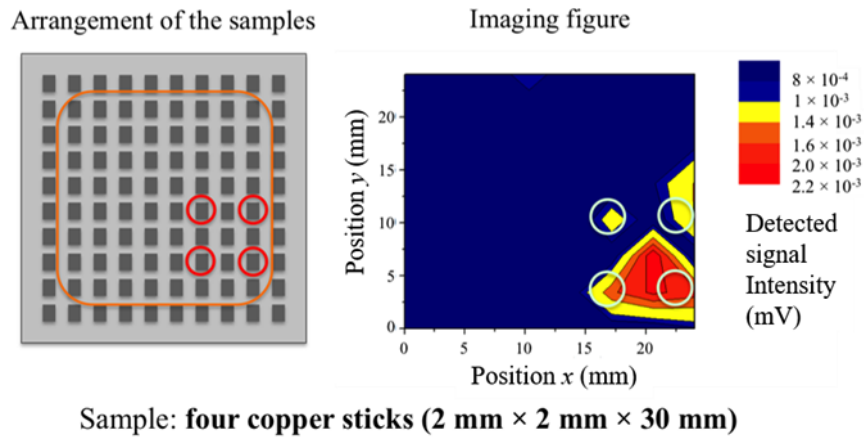 Arrangement of the samples
Imaging figure
Position y (mm)
20
15
10
5
0
0
5
10
15
20
Position x (mm)
8 × 10⁻⁴
1 × 10⁻³
1.4 × 10⁻³
1.6 × 10⁻³
2.0 × 10⁻³
2.2 × 10⁻³
Detected
signal
Intensity
(mV)
Sample: four copper sticks (2 mm × 2 mm × 30 mm)